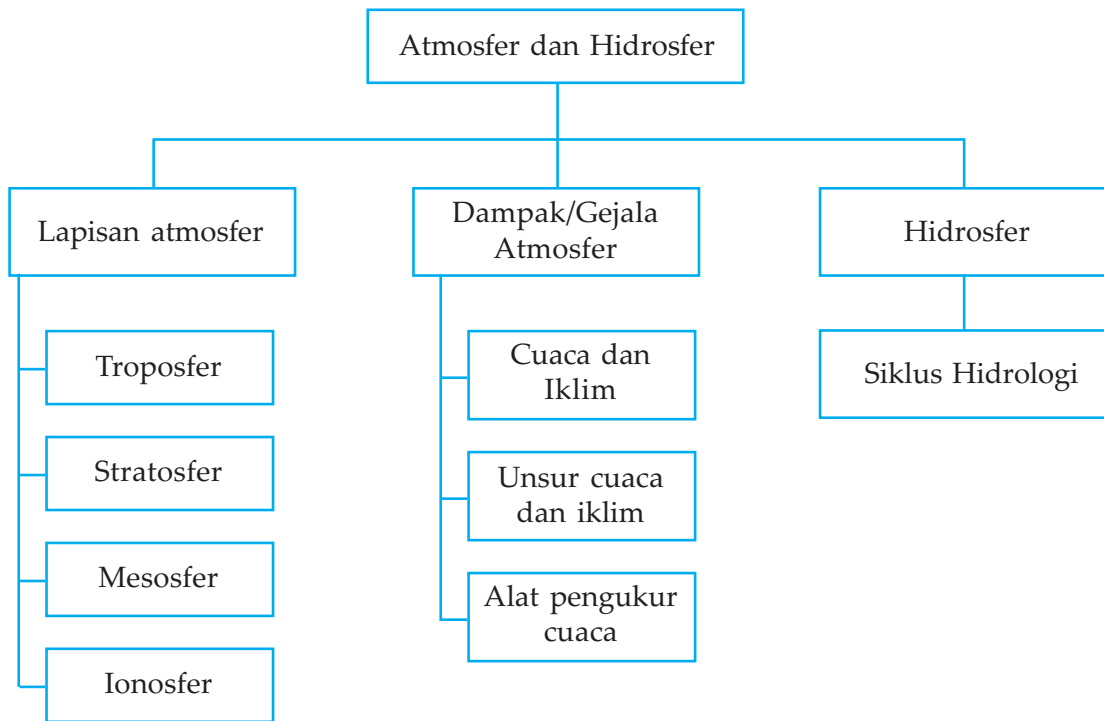 Atmosfer dan Hidrosfer
Lapisan atmosfer
Troposfer
Stratosfer
Mesosfer
Ionosfer
Dampak/Gejala
Atmosfer
Cuaca dan
Iklim
Unsur cuaca
dan iklim
Alat pengukur
cuaca
Hidrosfer
Siklus Hidrologi